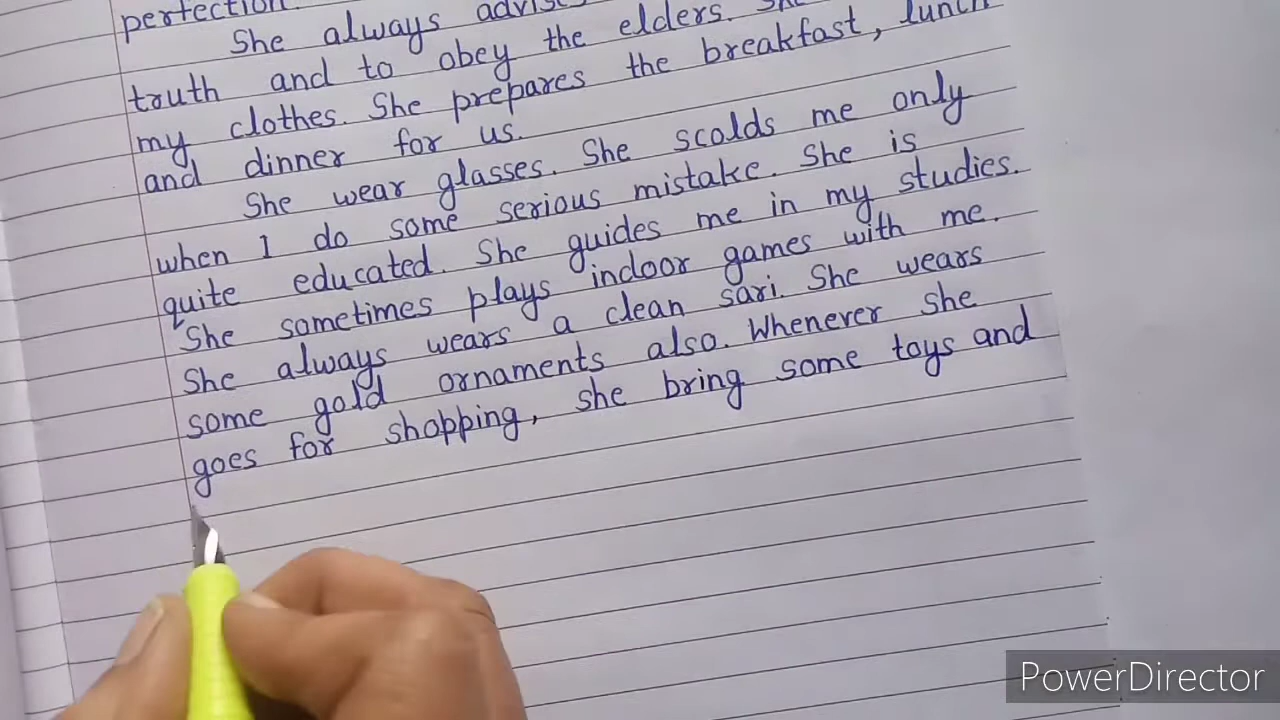 perfection.
She always
truth and to obey the elders. She
my clothes. She prepares the breakfast, lunch
and dinner for us.
She wear glasses. She scolds me only
when I do some serious mistake. She is
quite educated. She guides me in my studies.
She sometimes plays indoor games with me.
She always wears a clean sari. She wears
some gold ornaments also. Whenever she
goes for shopping, she bring some toys and
PowerDirector